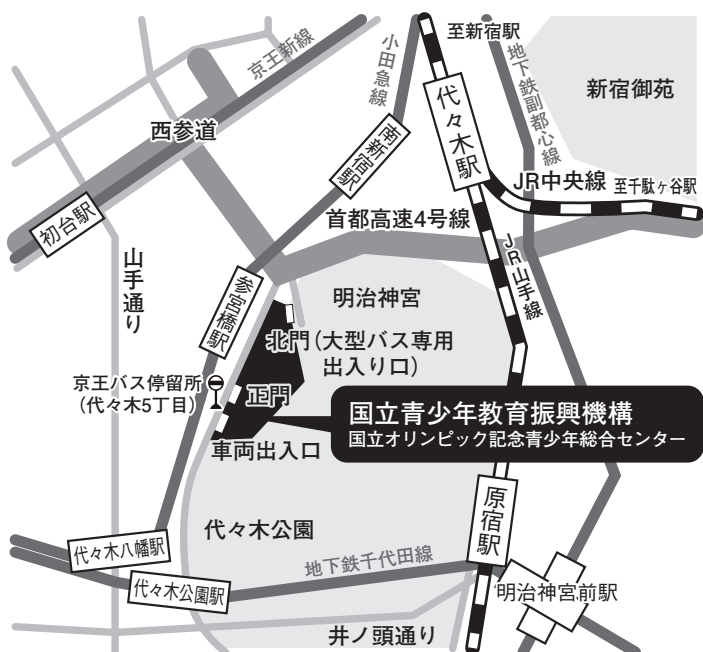 至新宿駅
京王新線
小田急線
地下鉄副都心線
新宿御苑
代々木駅
西参道
南新宿駅
JR中央線
至千駄ヶ谷駅
初台駅
首都高速4号線
JR山手線
山手通り
参宮橋駅
明治神宮
北門(大型バス専用
出入り口)
京王バス停留所
(代々木5丁目)
正門
国立青少年教育振興機構
国立オリンピック記念青少年総合センター
車両出入口
原宿駅
代々木公園
代々木八幡駅
地下鉄千代田線
代々木公園駅
明治神宮前駅
井ノ頭通り